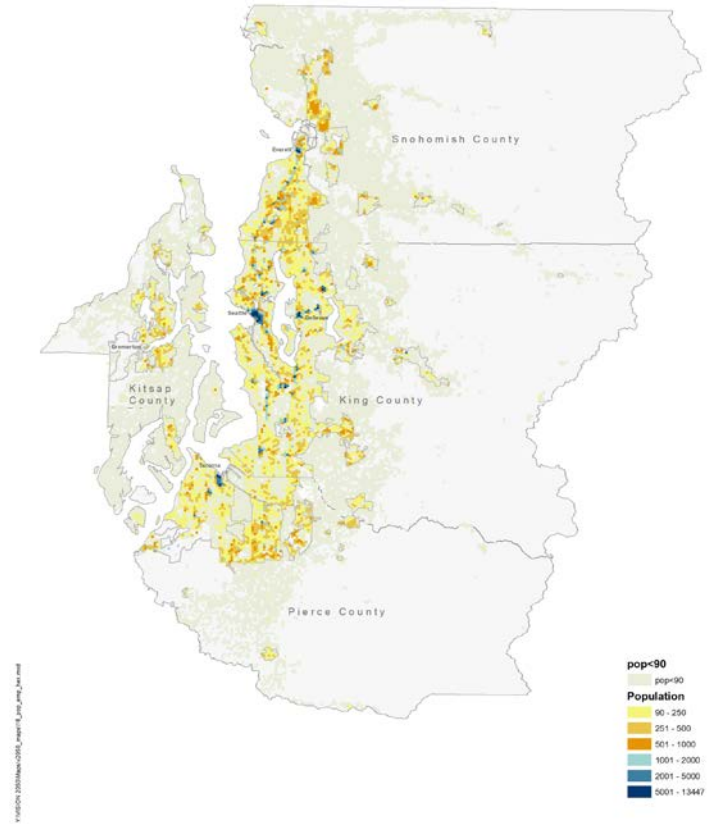 Snohomish County
Everett
Seattle
Bellevue
Bremerton
Kitsap
County
King County
Tacoma
Pierce County
pop<90
pop<90
Population
90 - 250
251 - 500
501 - 1000
1001 - 2000
2001 - 5000
5001 - 13447